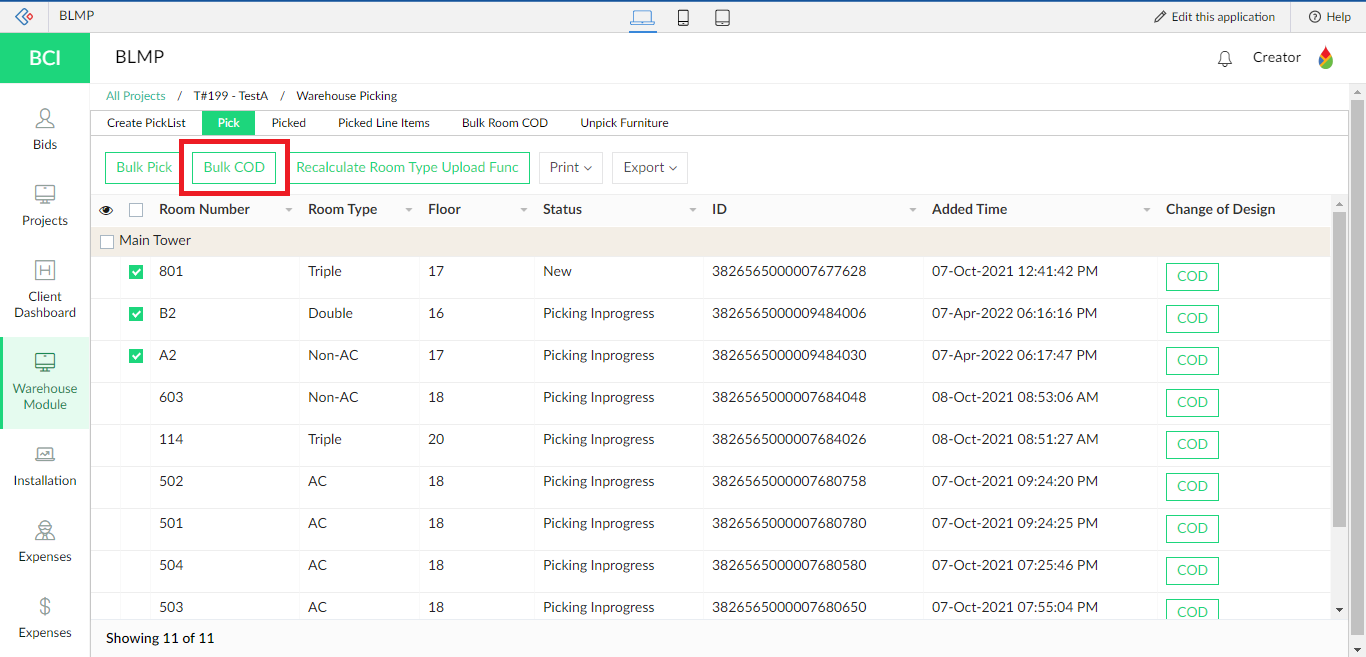 BLMP
Edit this application
Help
BCI
BLMP
Creator
All Projects / T#199 - TestA / Warehouse Picking
Create PickList Pick Picked Picked Line Items Bulk Room COD Unpick Furniture
Bulk Pick Bulk COD Recalculate Room Type Upload Func Print Export
Room Number Room Type Floor Status ID Added Time Change of Design
Main Tower
801 Triple 17 New 3826565000007677628 07-Oct-2021 12:41:42 PM COD
B2 Double 16 Picking Inprogress 3826565000009484006 07-Apr-2022 06:16:16 PM COD
A2 Non-AC 17 Picking Inprogress 3826565000009484030 07-Apr-2022 06:17:47 PM COD
603 Non-AC 18 Picking Inprogress 3826565000007684048 08-Oct-2021 08:53:06 AM COD
114 Triple 20 Picking Inprogress 3826565000007684026 08-Oct-2021 08:51:27 AM COD
502 AC 18 Picking Inprogress 3826565000007680758 07-Oct-2021 09:24:20 PM COD
501 AC 18 Picking Inprogress 3826565000007680780 07-Oct-2021 09:24:25 PM COD
504 AC 18 Picking Inprogress 3826565000007680580 07-Oct-2021 07:25:46 PM COD
503 AC 18 Picking Inprogress 3826565000007680650 07-Oct-2021 07:55:04 PM COD
Showing 11 of 11
Bids
Projects
Client
Dashboard
Warehouse
Module
Installation
Expenses
Expenses